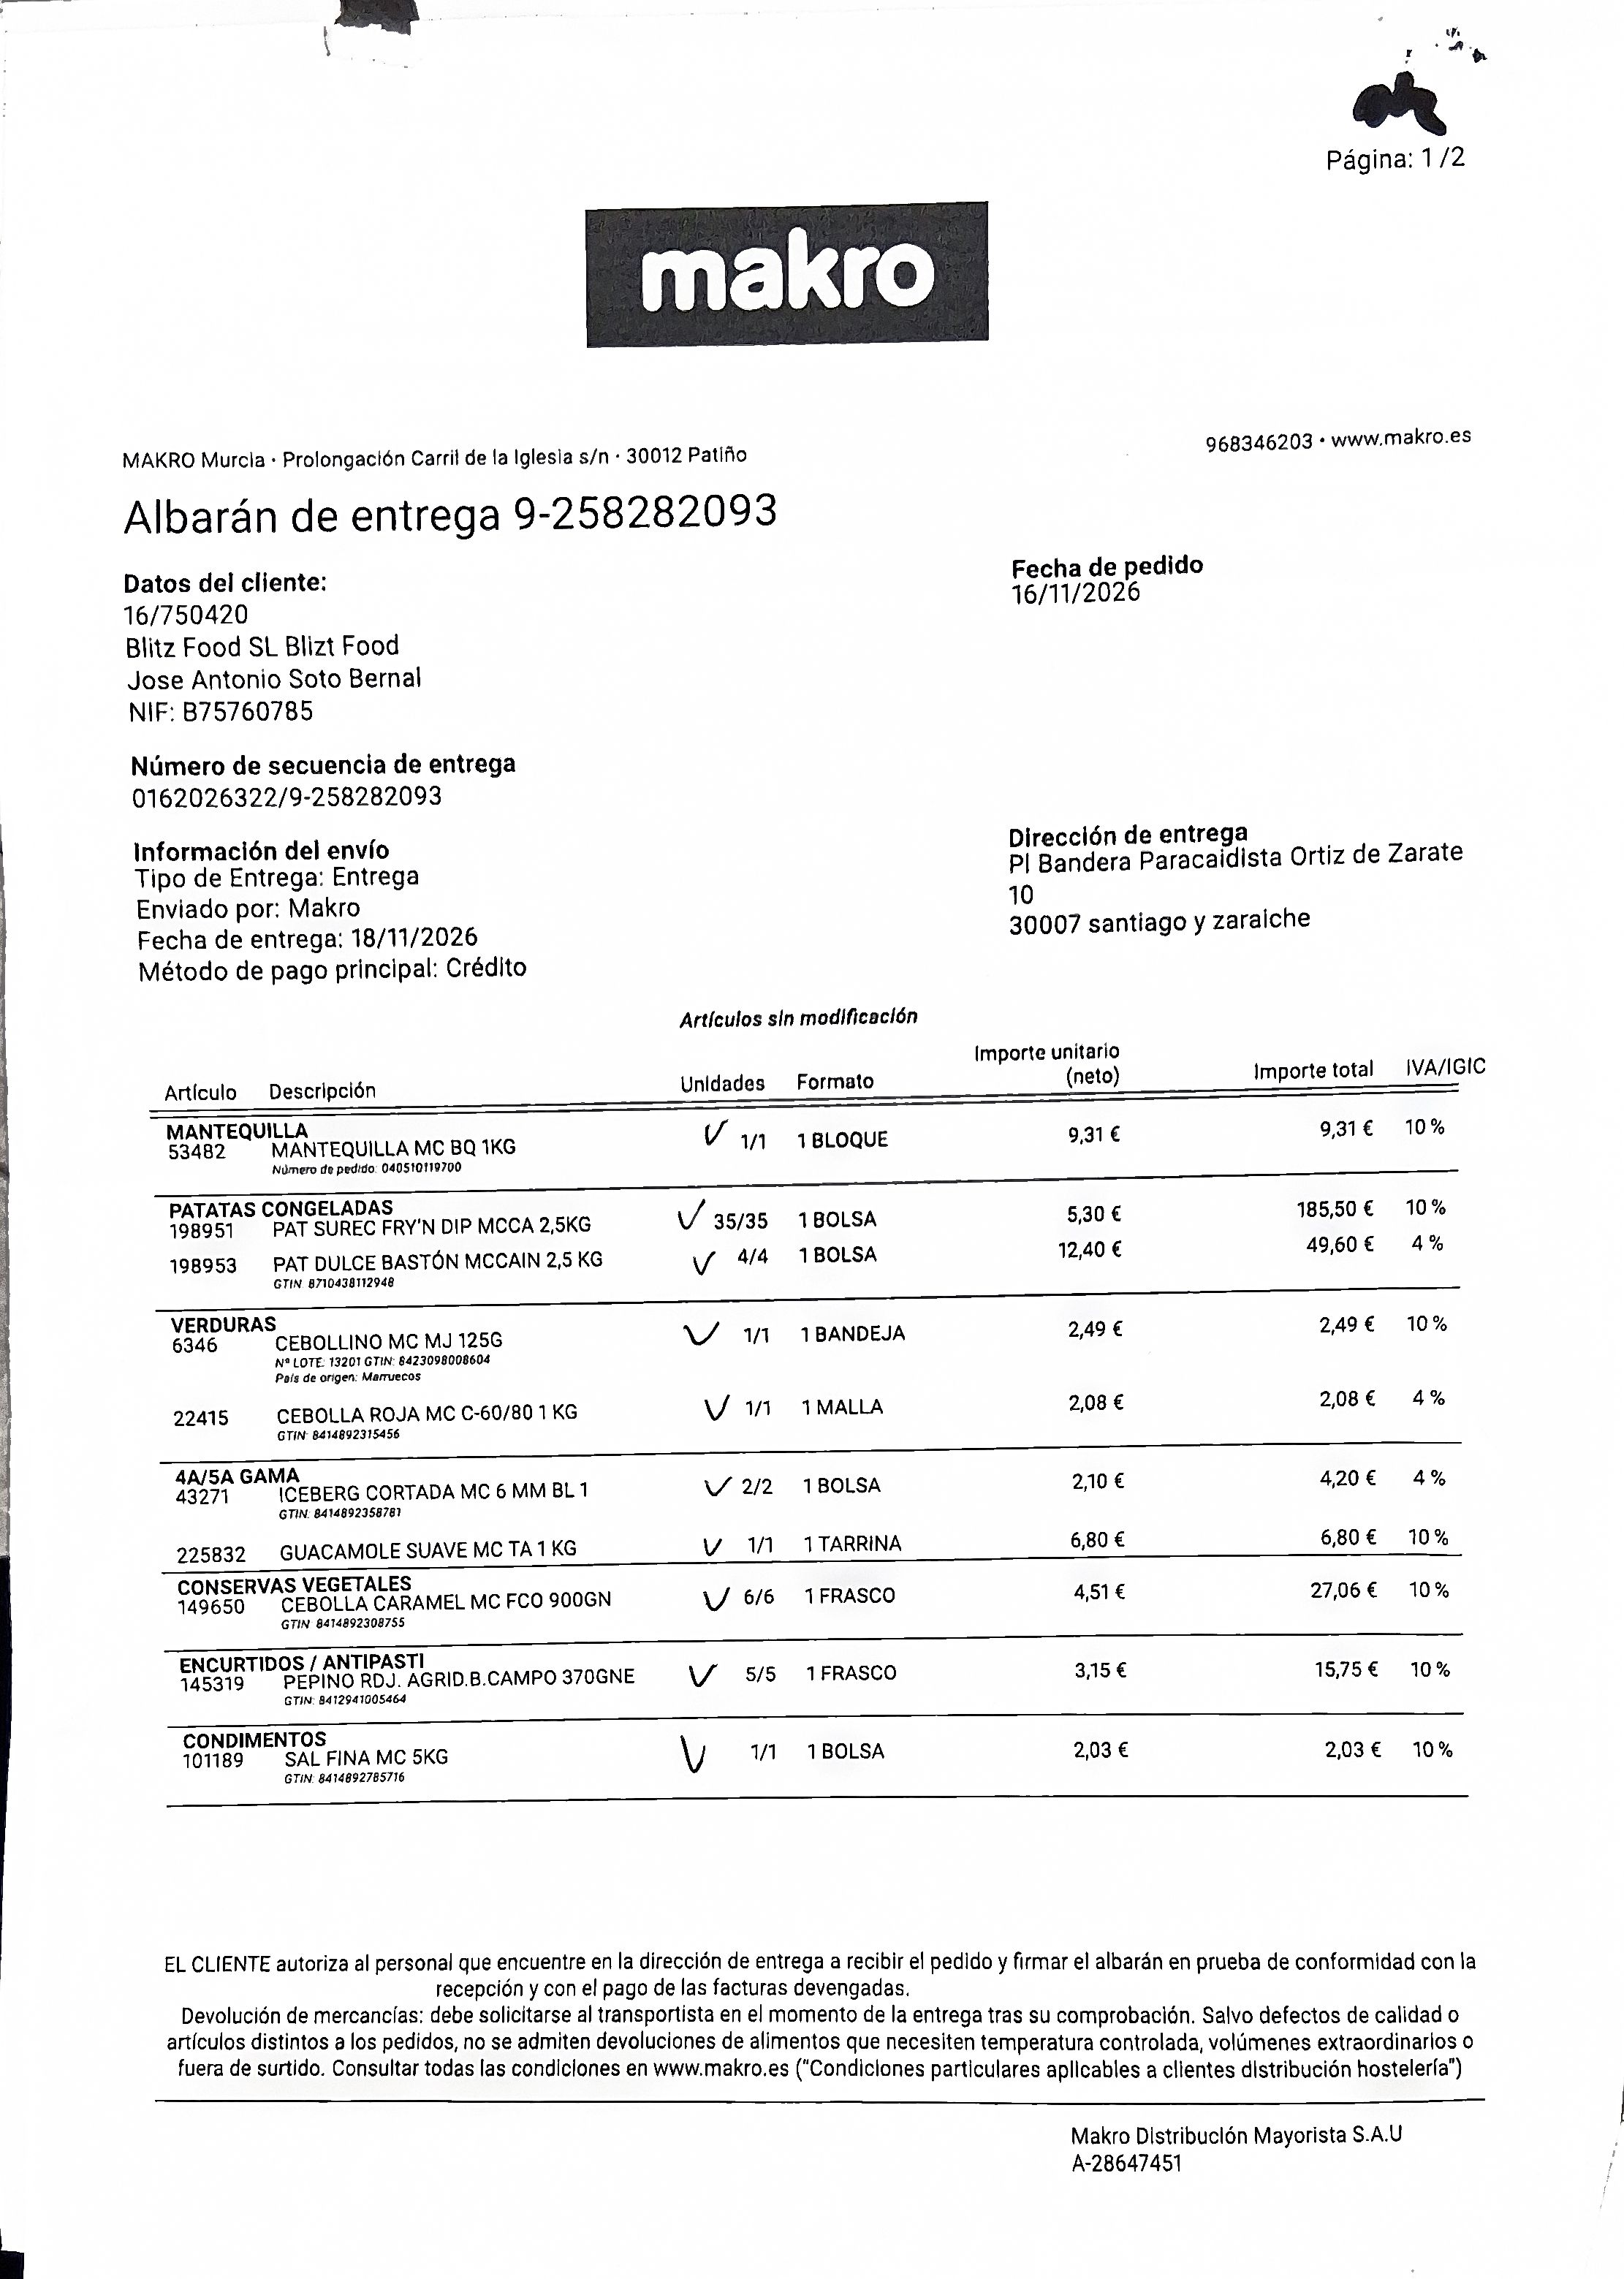 Página: 1 /2
makro
MAKRO Murcia · Prolongación Carril de la Iglesia s/n · 30012 Patiño
968346203 • www.makro.es
Albarán de entrega 9-258282093
Datos del cliente:
16/750420
Blitz Food SL Blizt Food
Jose Antonio Soto Bernal
NIF: B75760785
Fecha de pedido
16/11/2026
Número de secuencia de entrega
0162026322/9-258282093
Información del envío
Tipo de Entrega: Entrega
Enviado por: Makro
Fecha de entrega: 18/11/2026
Método de pago principal: Crédito
Dirección de entrega
Pl Bandera Paracaidista Ortiz de Zarate
10
30007 santiago y zaraiche
Artículos sin modificación
Artículo Descripción Unidades Formato Importe unitario (neto) Importe total IVA/IGIC
MANTEQUILLA
53482 MANTEQUILLA MC BQ 1KG ✓ 1/1 1 BLOQUE 9,31 € 9,31 € 10 %
Número de pedido: 040510119700
PATATAS CONGELADAS
198951 PAT SUREC FRY'N DIP MCCA 2,5KG ✓ 35/35 1 BOLSA 5,30 € 185,50 € 10 %
198953 PAT DULCE BASTÓN MCCAIN 2,5 KG ✓ 4/4 1 BOLSA 12,40 € 49,60 € 4 %
GTIN: 8710438112948
VERDURAS
6346 CEBOLLINO MC MJ 125G ✓ 1/1 1 BANDEJA 2,49 € 2,49 € 10 %
Nº LOTE: 13201 GTIN: 8423098008604
País de origen: Marruecos
22415 CEBOLLA ROJA MC C-60/80 1 KG ✓ 1/1 1 MALLA 2,08 € 2,08 € 4 %
GTIN: 8414892315456
4A/5A GAMA
43271 ICEBERG CORTADA MC 6 MM BL 1 ✓ 2/2 1 BOLSA 2,10 € 4,20 € 4 %
GTIN: 8414892358781
225832 GUACAMOLE SUAVE MC TA 1 KG ✓ 1/1 1 TARRINA 6,80 € 6,80 € 10 %
CONSERVAS VEGETALES
149650 CEBOLLA CARAMEL MC FCO 900GN ✓ 6/6 1 FRASCO 4,51 € 27,06 € 10 %
GTIN: 8414892308755
ENCURTIDOS / ANTIPASTI
145319 PEPINO RDJ. AGRID.B.CAMPO 370GNE ✓ 5/5 1 FRASCO 3,15 € 15,75 € 10 %
GTIN: 8412941005464
CONDIMENTOS
101189 SAL FINA MC 5KG ✓ 1/1 1 BOLSA 2,03 € 2,03 € 10 %
GTIN: 8414892785716
EL CLIENTE autoriza al personal que encuentre en la dirección de entrega a recibir el pedido y firmar el albarán en prueba de conformidad con la
recepción y con el pago de las facturas devengadas.
Devolución de mercancías: debe solicitarse al transportista en el momento de la entrega tras su comprobación. Salvo defectos de calidad o
artículos distintos a los pedidos, no se admiten devoluciones de alimentos que necesiten temperatura controlada, volúmenes extraordinarios o
fuera de surtido. Consultar todas las condiciones en www.makro.es ("Condiciones particulares aplicables a clientes distribución hostelería")
Makro Distribución Mayorista S.A.U
A-28647451